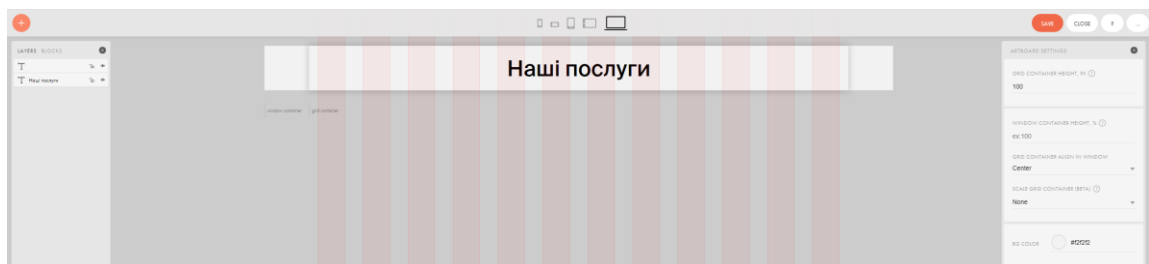 +
SAVE
CLOSE
?
...
LAYERS BLOCKS
T
T Наші послуги
Наші послуги
window container
grid container
ARTBOARD SETTINGS
GRID CONTAINER HEIGHT, PX ?
100
WINDOW CONTAINER HEIGHT, % ?
ex: 100
GRID CONTAINER ALIGN IN WINDOW
Center
SCALE GRID CONTAINER (BETA) ?
None
BG COLOR
#f2f2f2